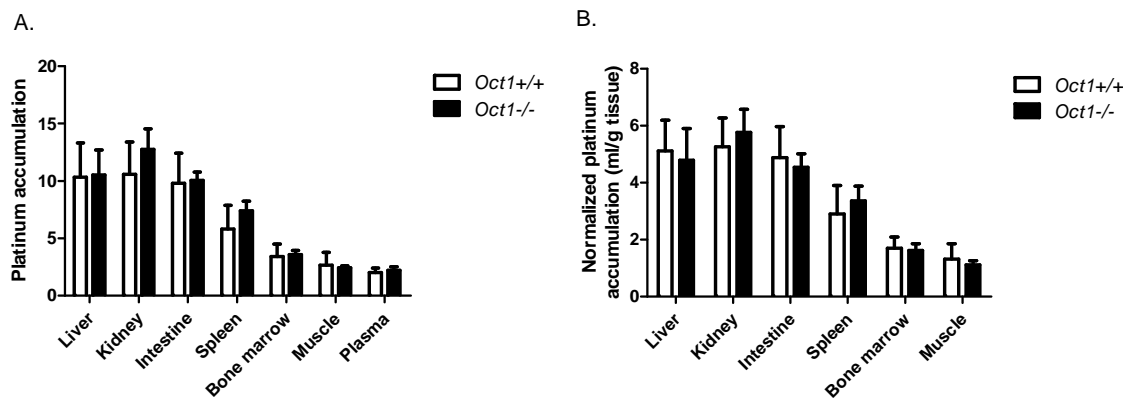 A.
Platinum accumulation
20
15
10
5
0
Oct1+/+
Oct1-/-
Liver
Kidney
Intestine
Spleen
Bone marrow
Muscle
Plasma
B.
Normalized platinum
accumulation (ml/g tissue)
8
6
4
2
0
Oct1+/+
Oct1-/-
Liver
Kidney
Intestine
Spleen
Bone marrow
Muscle